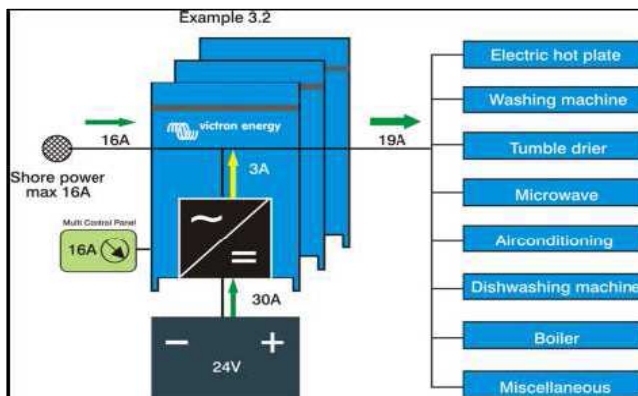 Example 3.2
Electric hot plate
Washing machine
victron energy
16A
19A
Tumble drier
3A
Shore power
max 16A
Microwave
Multi Control Panel
16A
Airconditioning
~
=
Dishwashing machine
30A
Boiler
− +
24V
Miscellaneous